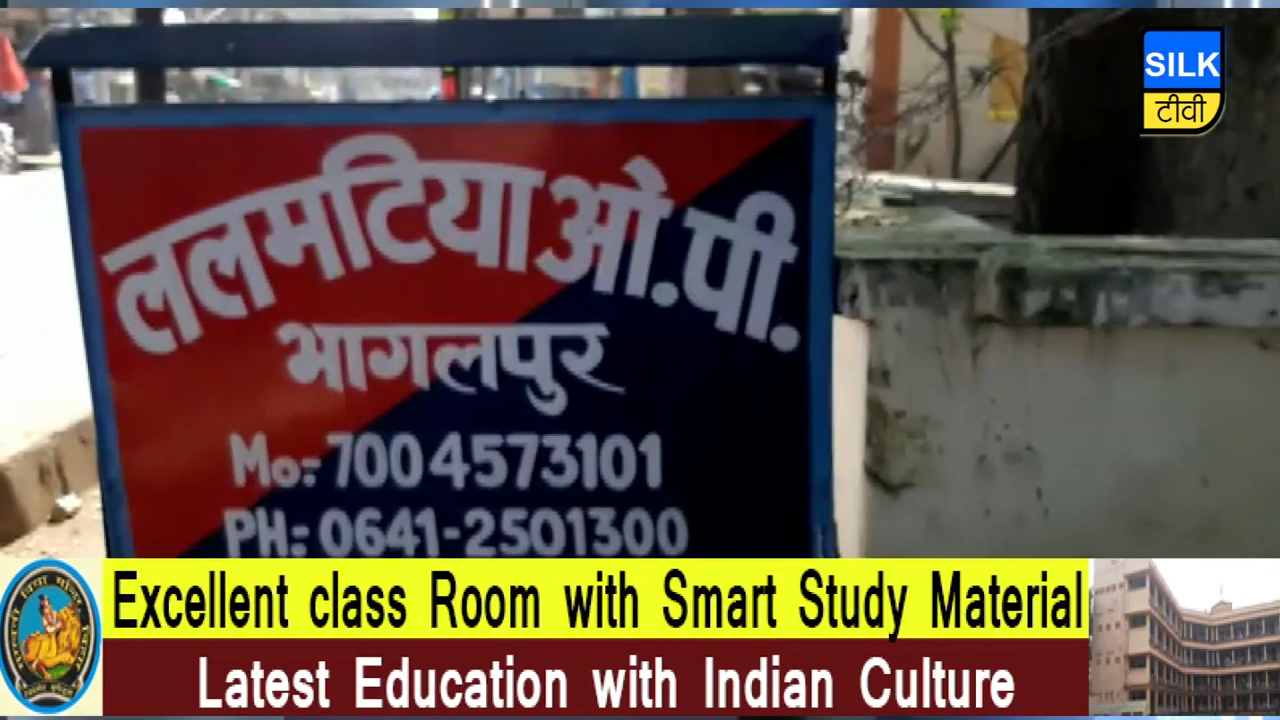 SILK
टीवी
ललमटिया ओ.पी.
भागलपुर
Mo:- 7004573101
PH:- 0641-2501300
Excellent class Room with Smart Study Material
Latest Education with Indian Culture